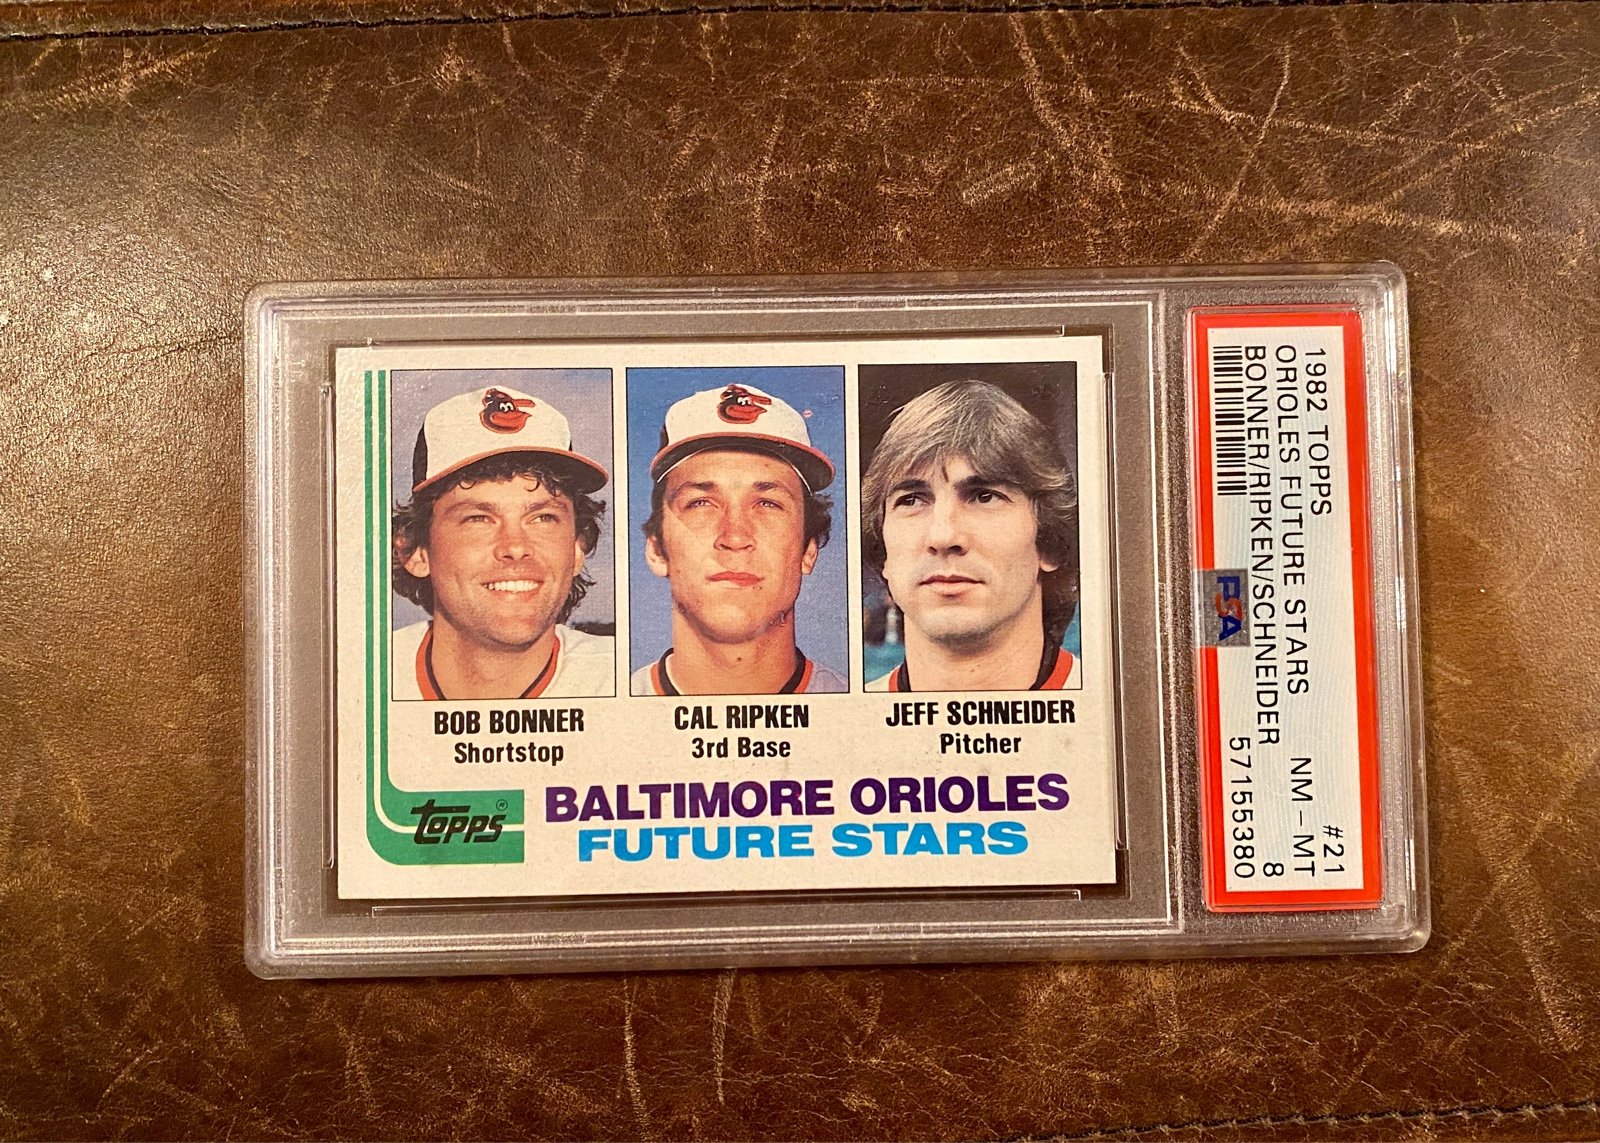 BOB BONNER
Shortstop
CAL RIPKEN
3rd Base
JEFF SCHNEIDER
Pitcher
Topps ®
BALTIMORE ORIOLES
FUTURE STARS
1982 TOPPS #21
ORIOLES FUTURE STARS NM - MT
BONNER/RIPKEN/SCHNEIDER 8
PSA 57155380